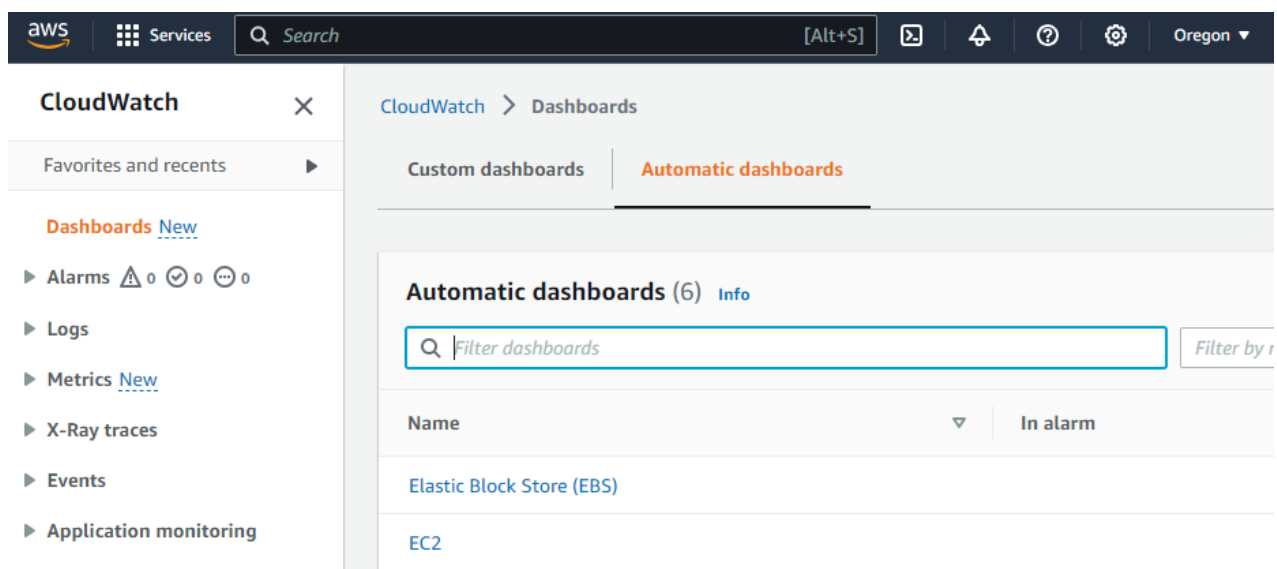 aws Services Search [Alt+S] Oregon
CloudWatch
Favorites and recents
Dashboards New
Alarms 0 0 0
Logs
Metrics New
X-Ray traces
Events
Application monitoring
CloudWatch > Dashboards
Custom dashboards Automatic dashboards
Automatic dashboards (6) Info
Filter dashboards Filter by
Name In alarm
Elastic Block Store (EBS)
EC2